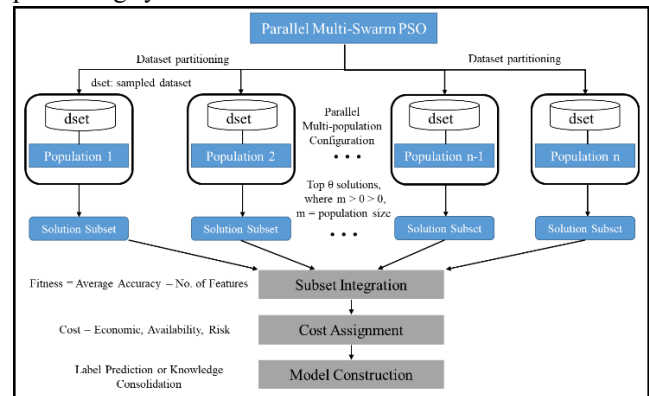 Parallel Multi-Swarm PSO
Dataset partitioning
Dataset partitioning
dset: sampled dataset
dset
dset
dset
dset
Parallel
Multi-population
Configuration
Population 1
Population 2
• • •
Population n-1
Population n
Top θ solutions,
where m > 0 > 0,
m = population size
Solution Subset
Solution Subset
• • •
Solution Subset
Solution Subset
Fitness = Average Accuracy – No. of Features
Subset Integration
Cost – Economic, Availability, Risk
Cost Assignment
Label Prediction or Knowledge
Consolidation
Model Construction